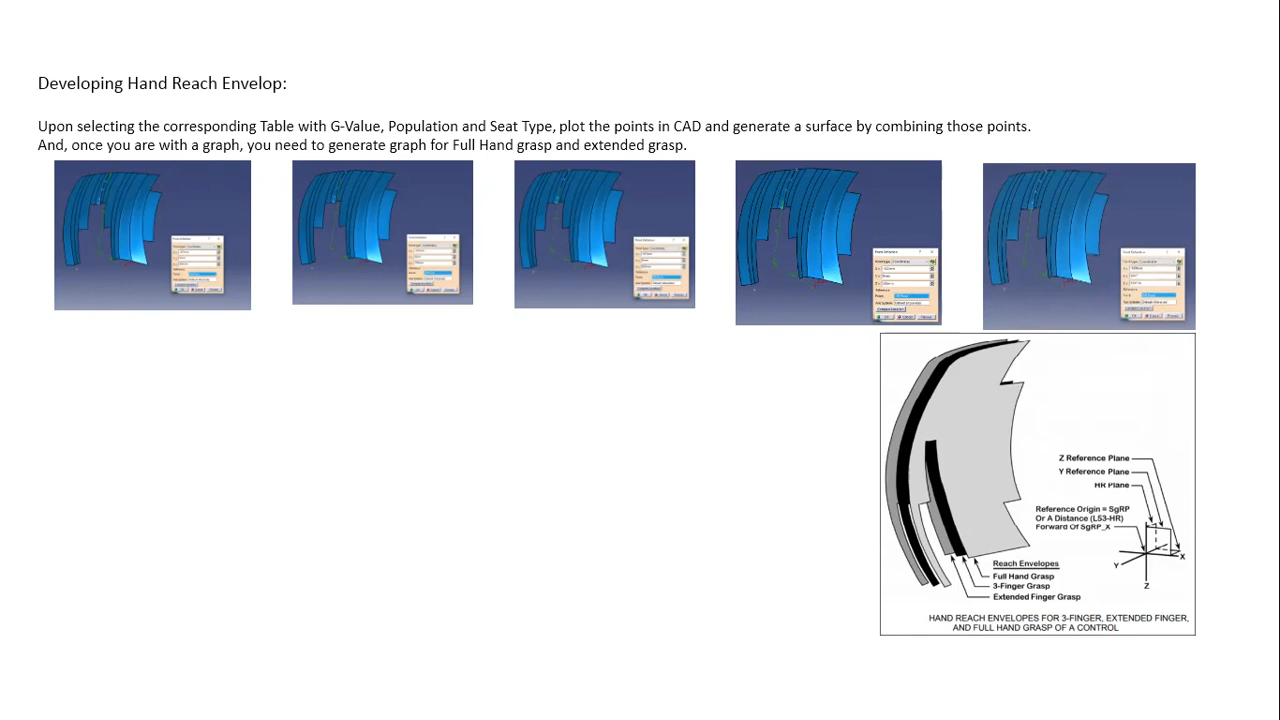 Developing Hand Reach Envelop:
Upon selecting the corresponding Table with G-Value, Population and Seat Type, plot the points in CAD and generate a surface by combining those points.
And, once you are with a graph, you need to generate graph for Full Hand grasp and extended grasp.
Z Reference Plane
Y Reference Plane
HR Plane
Reference Origin = SgRP
Or A Distance (L53-HR)
Forward Of SgRP_X
X
Y
Z
Reach Envelopes
Full Hand Grasp
3-Finger Grasp
Extended Finger Grasp
HAND REACH ENVELOPES FOR 3-FINGER, EXTENDED FINGER,
AND FULL HAND GRASP OF A CONTROL